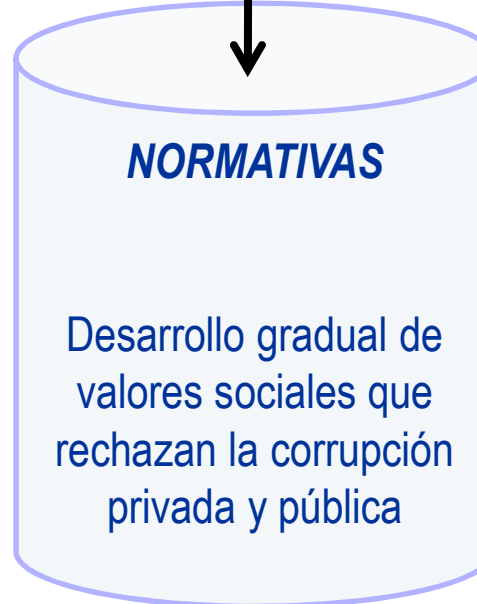 NORMATIVAS
Desarrollo gradual de
valores sociales que
rechazan la corrupción
privada y pública